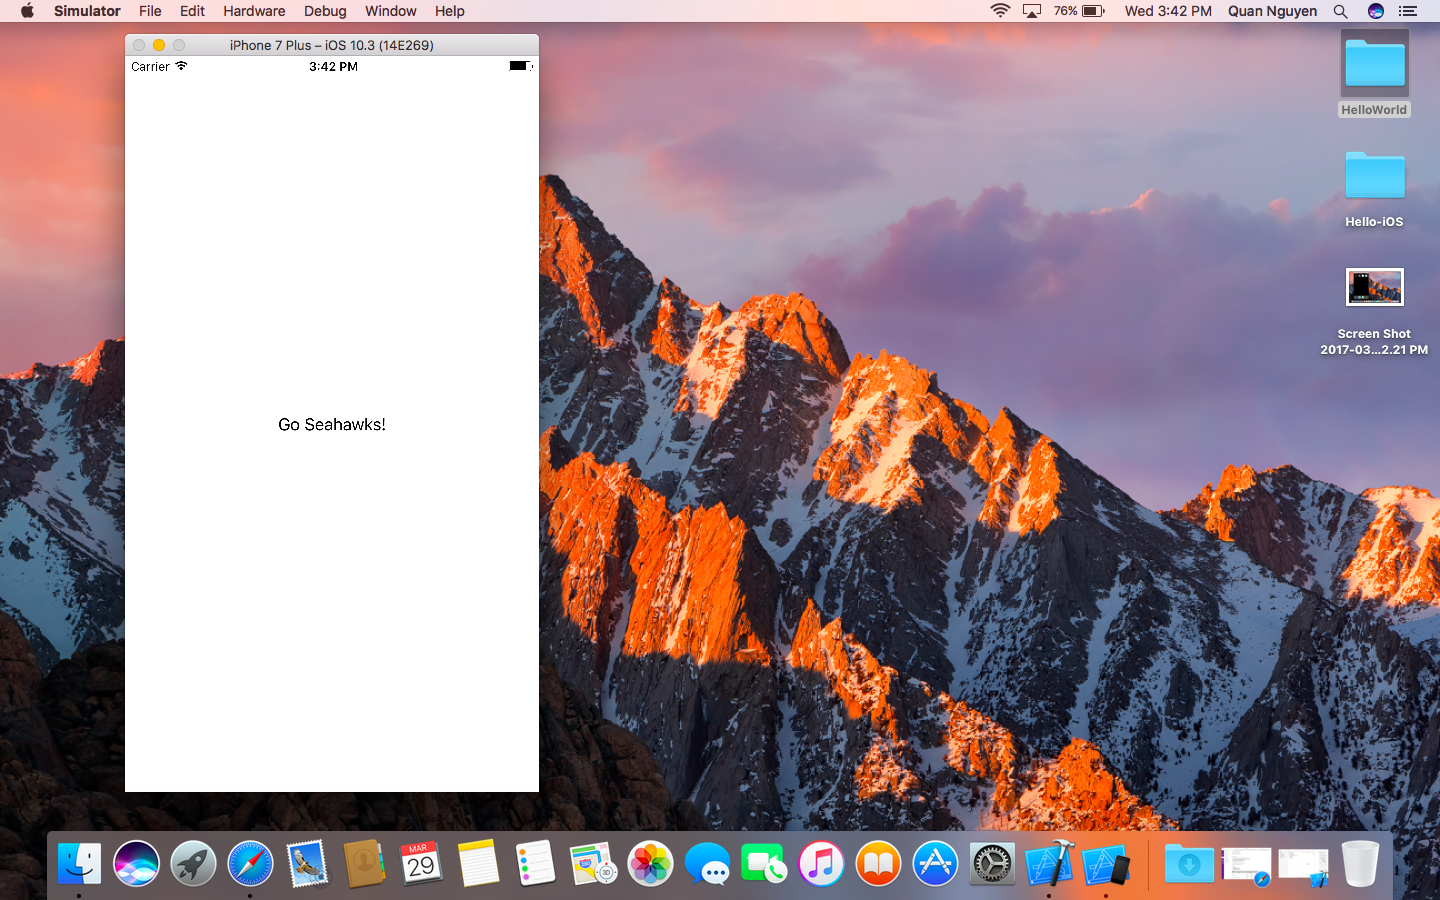 Simulator File Edit Hardware Debug Window Help 76% Wed 3:42 PM Quan Nguyen
iPhone 7 Plus – iOS 10.3 (14E269)
Carrier 3:42 PM
Go Seahawks!
HelloWorld
Hello-iOS
Screen Shot
2017-03...2.21 PM
MAR
29
3D